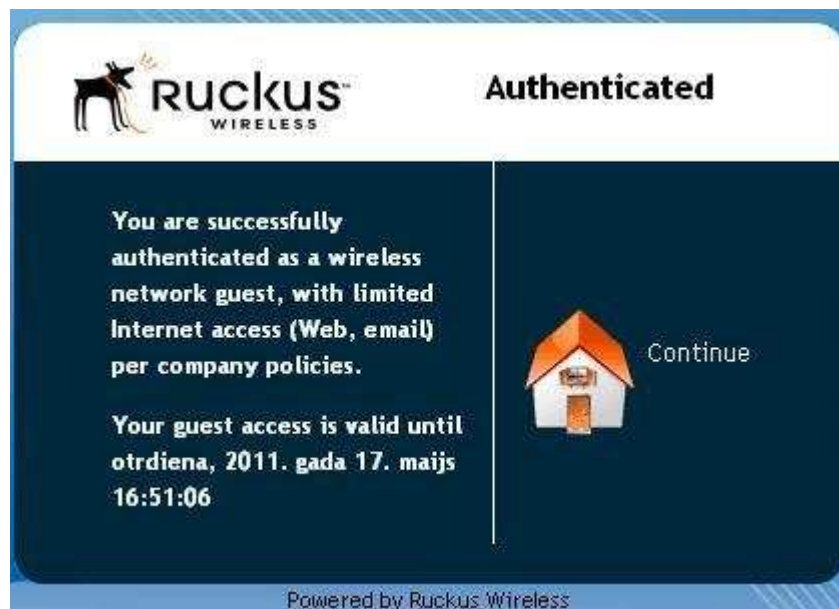 RUCKUS™
WIRELESS
Authenticated
You are successfully
authenticated as a wireless
network guest, with limited
Internet access (Web, email)
per company policies.
Your guest access is valid until
otrdiena, 2011. gada 17. maijs
16:51:06
Continue
Powered by Ruckus Wireless